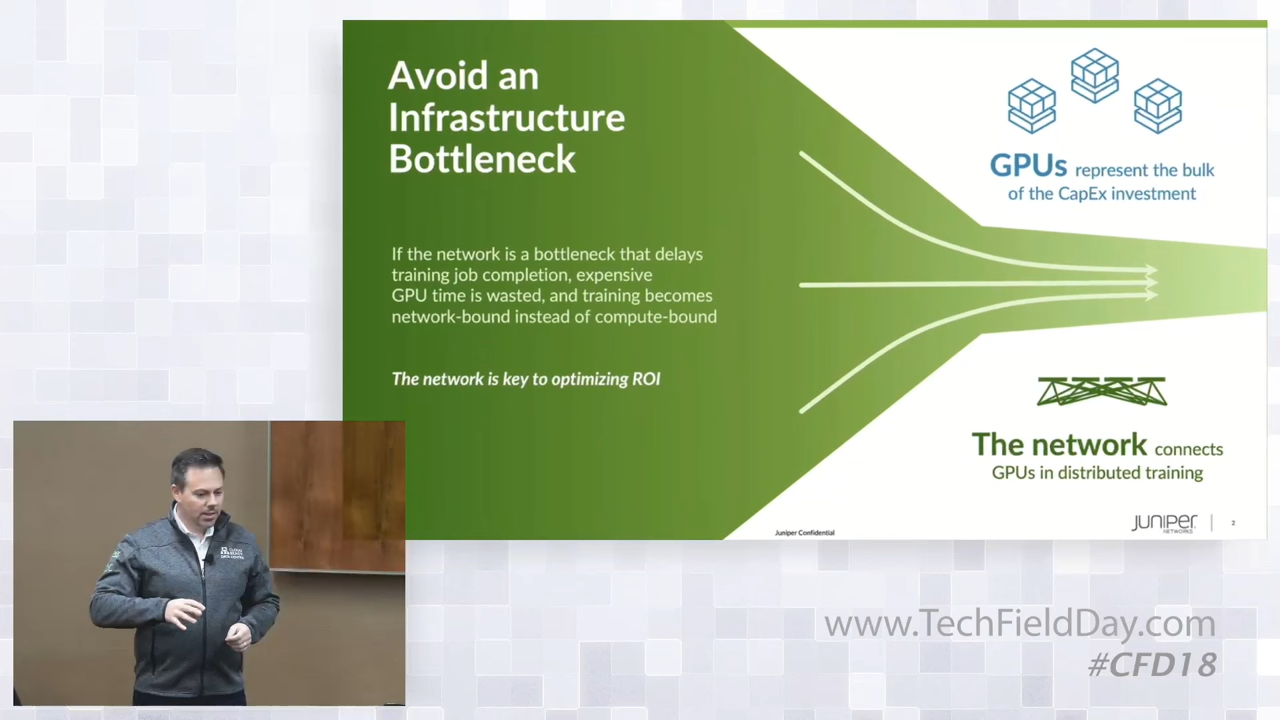 Avoid an
Infrastructure
Bottleneck
If the network is a bottleneck that delays
training job completion, expensive
GPU time is wasted, and training becomes
network-bound instead of compute-bound
The network is key to optimizing ROI
GPUs represent the bulk
of the CapEx investment
The network connects
GPUs in distributed training
Juniper Confidential
JUNIPER
NETWORKS
2
www.TechFieldDay.com
#CFD18